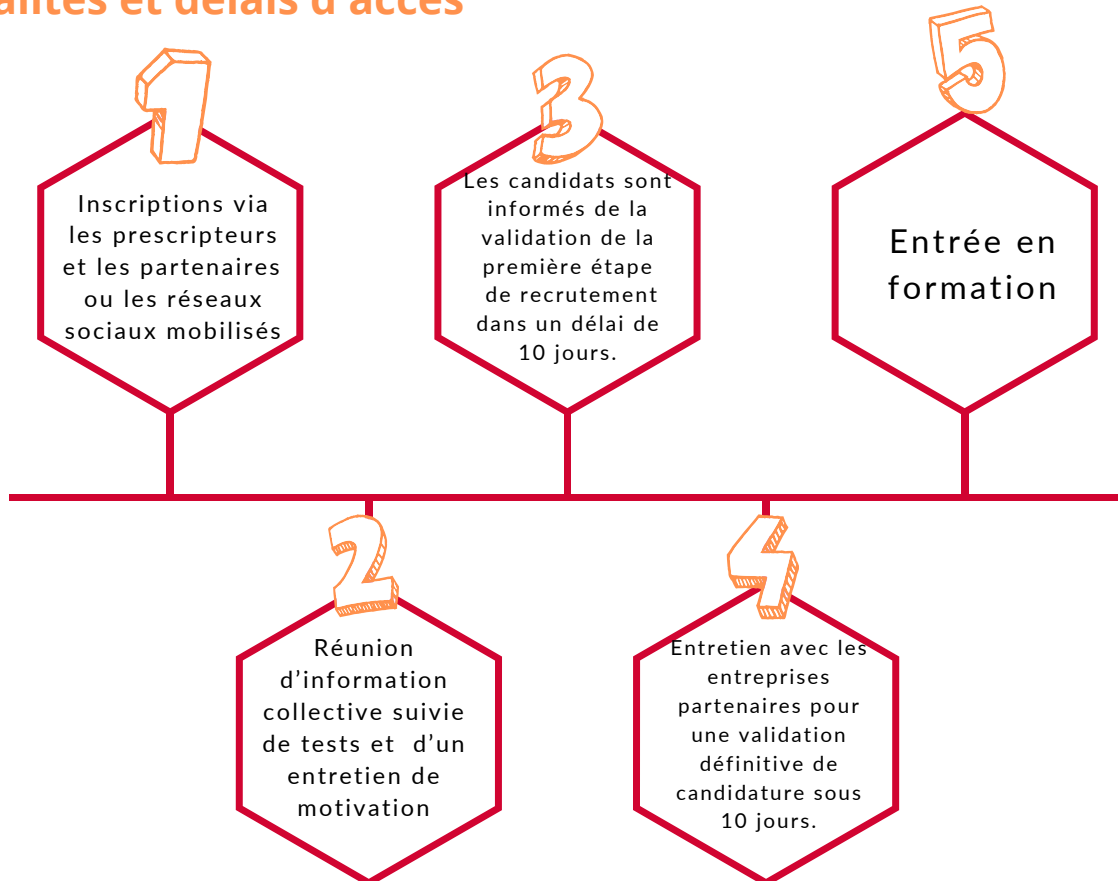 alités et délais d'accès
1
Inscriptions via
les prescripteurs
et les partenaires
ou les réseaux
sociaux mobilisés
2
Réunion
d’information
collective suivie
de tests et d’un
entretien de
motivation
3
Les candidats sont
informés de la
validation de la
première étape
de recrutement
dans un délai de
10 jours.
4
Entretien avec les
entreprises
partenaires pour
une validation
définitive de
candidature sous
10 jours.
5
Entrée en
formation